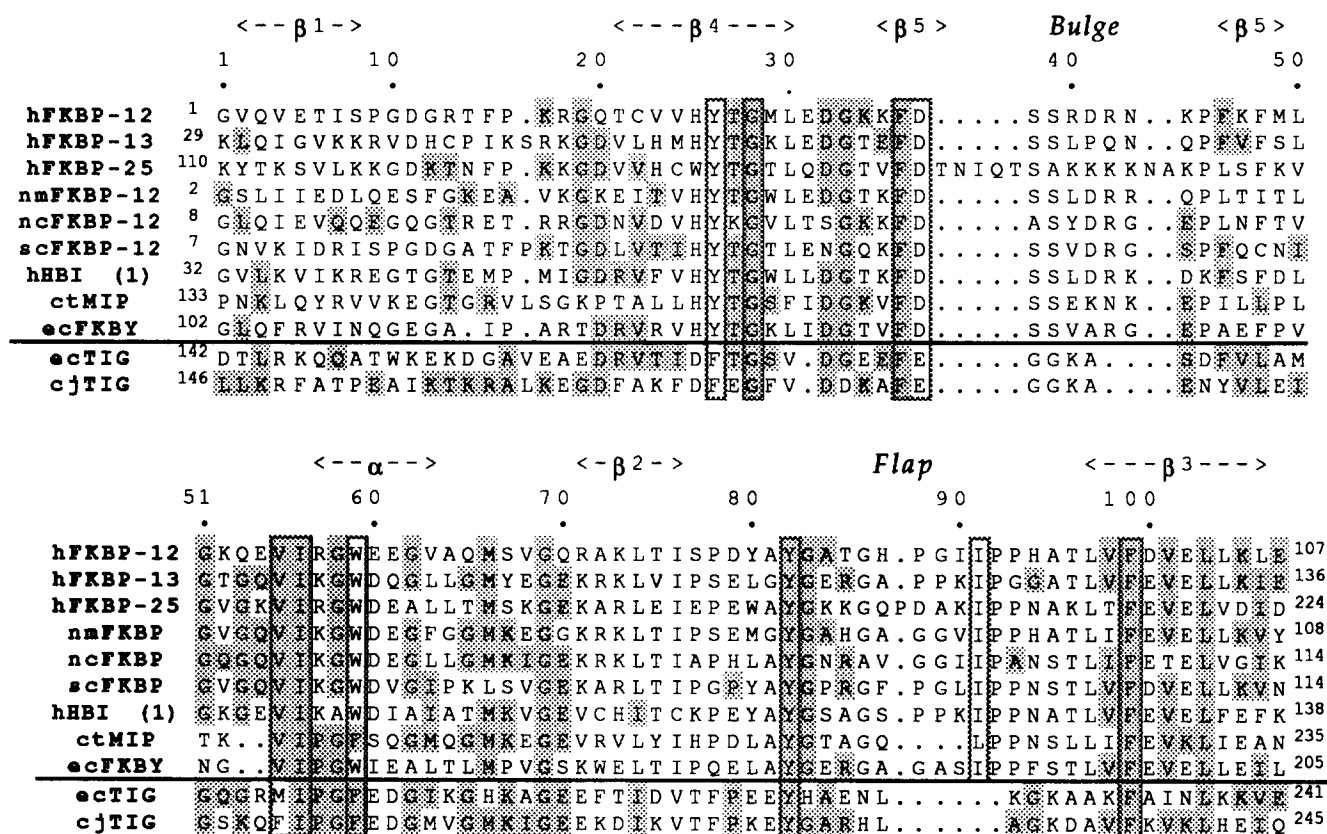 <--β1--> <---β4---> <β5> Bulge <β5>
1 10 20 30 40 50
hFKBP-12 1 GVQVETISPGDGRTFP.KRGQTCVVHYTGMLEDGKKFD.....SSRDRN..KPFKFML
hFKBP-13 29 KLQIGVKKRVDHCPIKSRKGDVLHMHYTGKLEDGTEFD.....SSLPQN..QPFVFSL
hFKBP-25 110 KYTKSVLKKGDKTNFP.KKGDVVHCWYTGTLQDGTVFDTNIQTSAKKKKNAKPLSFKV
nmFKBP-12 2 GSLIIEDLQESFGKEA.VKGKEITVHYTGWLEDGTKFD.....SSLDRR..QPLTITL
ncFKBP-12 8 GLQIEVQQEGQGTRET.RRGDNVDVHYKGVLTSGKKFD.....ASYDRG..EPLNFTV
scFKBP-12 7 GNVKIDRISPGDGATFPKTGDLVTIHYTGTLENGQKFD.....SSVDRG..SPFQCNI
hHBI (1) 32 GVLKVIKREGTGTEMP.MIGDRVFVHYTGWLLDGTKFD.....SSLDRK..DKFSFDL
ctMIP 133 PNKLQYRVVKEGTGRVLSGKPTALLHYTGSFIDGKVFD.....SSEKNK..EPILLPL
ecFKBY 102 GLQFRVINQGEGA.IP.ARTDRVRVHYTGKLIDGTVFD.....SSVARG..EPAEFPV
ecTIG 142 DTLRKQQATWKEKDGAVEAEDRVTIDFTGSV.DGEEFE.....GGKA....SDFVLAM
cjTIG 146 LLKRFATPEAIKTKRALKEGDFAKFDFEGFV.DDKAFE.....GGKA....ENYVLEI
<--α--> <-β2--> Flap <---β3--->
51 60 70 80 90 100
hFKBP-12 GKQEVIRGWEEGVAQMSVGQRAKLTISPDYAYGATGH.PGIIPPHATLVFDVELLKLE 107
hFKBP-13 GTGQVIKGWDQGLLGMYEGEKRKLVIPSELGYGERGA.PPKIPGGATLVFEVELLKIE 136
hFKBP-25 GVGKVIRGWDEALLTMSKGEKARLEIEPEWAYGKKGQPDAKIPPNAKLTFEVELVDID 224
nmFKBP GVGQVIKGWDEGFGGMKEGGKRKLTIPSEMGYGAHGA.GGVIPPHATLIFEVELLKVY 108
ncFKBP GQGQVIKGWDEGLLGMKIGEKRKLTIAPHLAYGNRAV.GGIIPANSTLIFETELVGIK 114
scFKBP GVGQVIKGWDVGIPKLSVGEKARLTIPGPYAYGPRGF.PGLIPPNSTLVFDVELLKVN 114
hHBI (1) GKGEVIKAWDIAIATMKVGEVCHITCKPEYAYGSAGS.PPKIPPNATLVFEVELFEFK 138
ctMIP TK..VIPGFSQGMQGMKEGEVRVLYIHPDLAYGTAGQ....LPPNSLLIFEVKLIEAN 235
ecFKBY NG..VIPGWIEALTLMPVGSKWELTIPQELAYGERGA.GASIPPFSTLVFEVELLEIL 205
ecTIG GQGRMIPGFEDGIKGHKAGEEFTIDVTFPEEYHAENL......KGKAAKFAINLKKVE 241
cjTIG GSKQFIPGFEDGMVGMKIGEKDIKVTFPKEYGARHL......AGKDAVFKVKLHEIQ 245